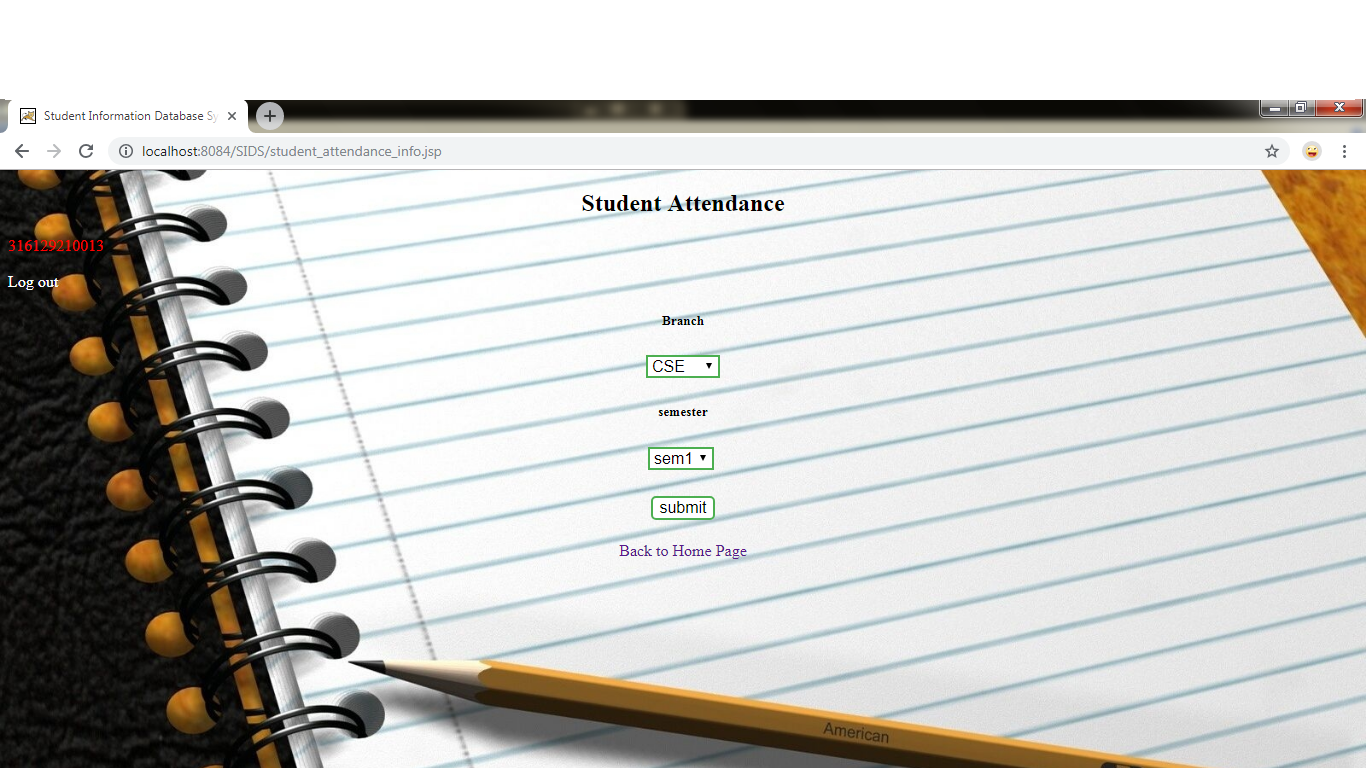 Student Information Database Sy
localhost:8084/SIDS/student_attendance_info.jsp
Student Attendance
316129210013
Log out
Branch
CSE
semester
sem1
submit
Back to Home Page
American